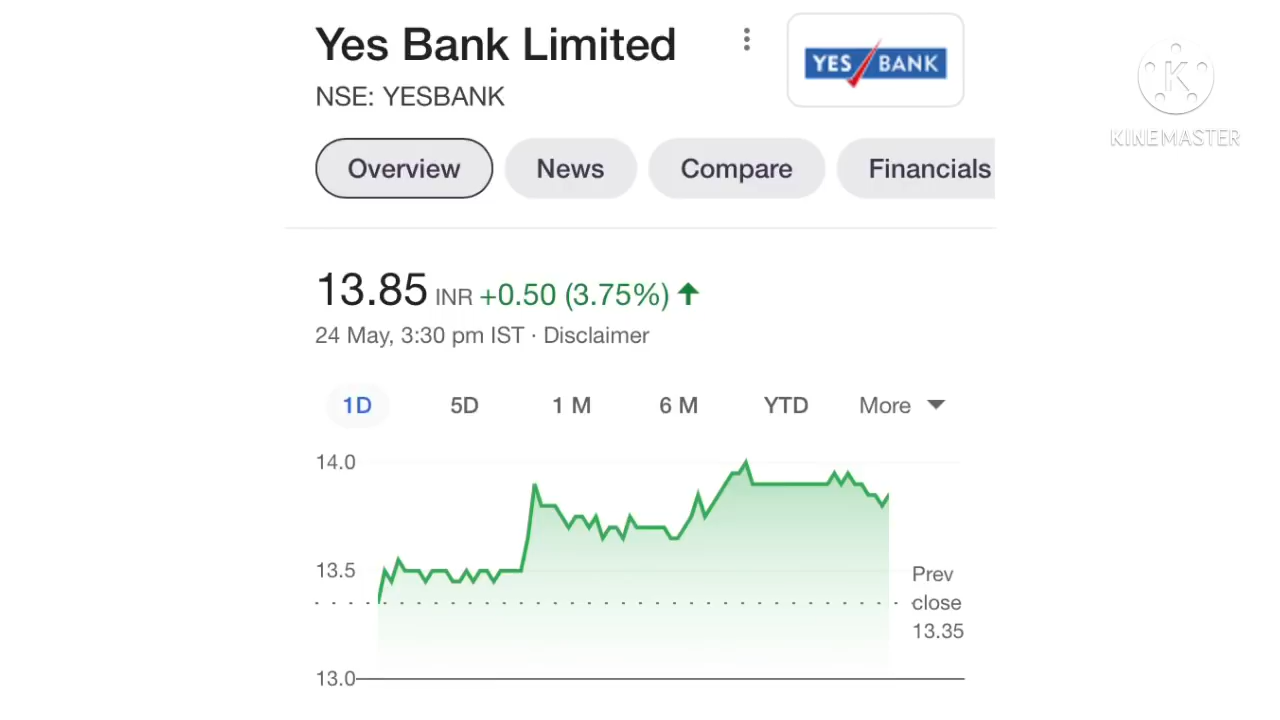 Yes Bank Limited
NSE: YESBANK
YES BANK
K
KINEMASTER
Overview News Compare Financials
13.85 INR +0.50 (3.75%)
24 May, 3:30 pm IST · Disclaimer
1D 5D 1 M 6 M YTD More
14.0
13.5
Prev
close
13.35
13.0